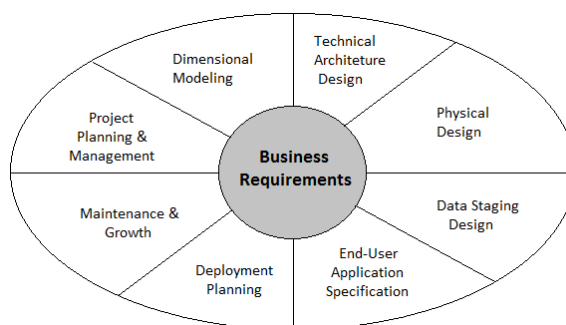 Dimensional
Modeling
Technical
Architeture
Design
Project
Planning &
Management
Physical
Design
Business
Requirements
Maintenance &
Growth
Data Staging
Design
Deployment
Planning
End-User
Application
Specification